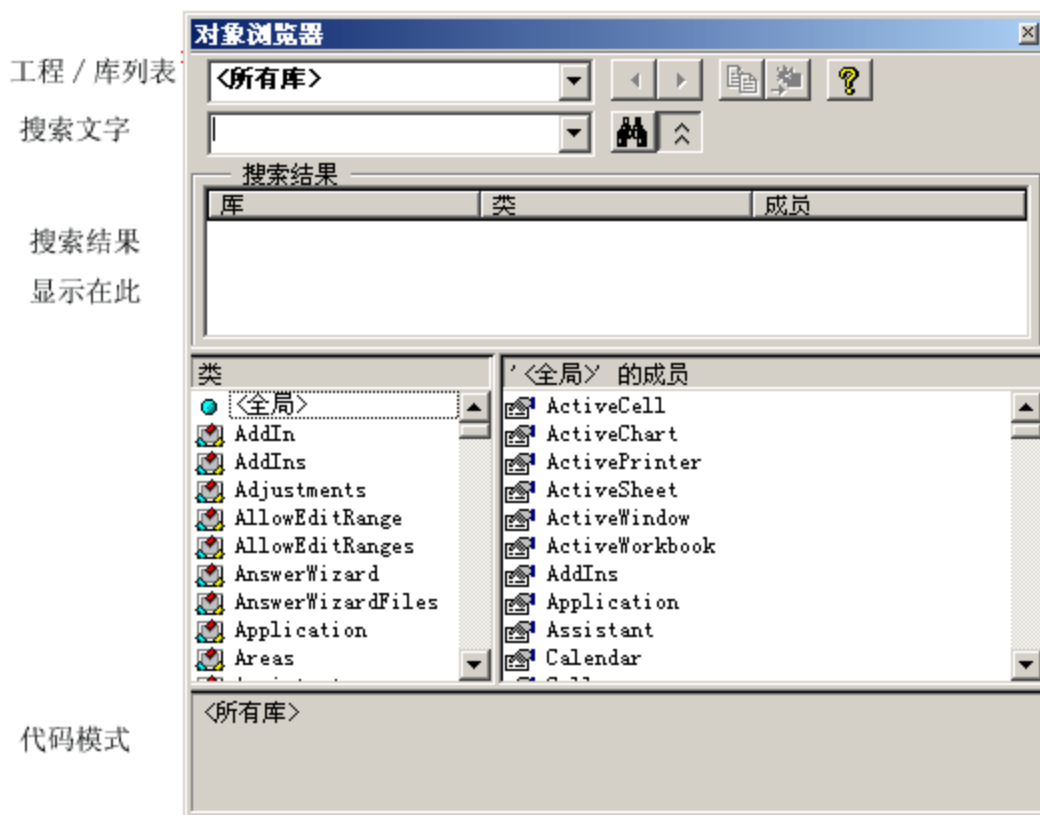 对象浏览器
工程 / 库列表
<所有库>
搜索文字
搜索结果
库 类 成员
搜索结果
显示在此
类
<全局>
AddIn
AddIns
Adjustments
AllowEditRange
AllowEditRanges
AnswerWizard
AnswerWizardFiles
Application
Areas
'<全局>' 的成员
ActiveCell
ActiveChart
ActivePrinter
ActiveSheet
ActiveWindow
ActiveWorkbook
AddIns
Application
Assistant
Calendar
代码模式
<所有库>